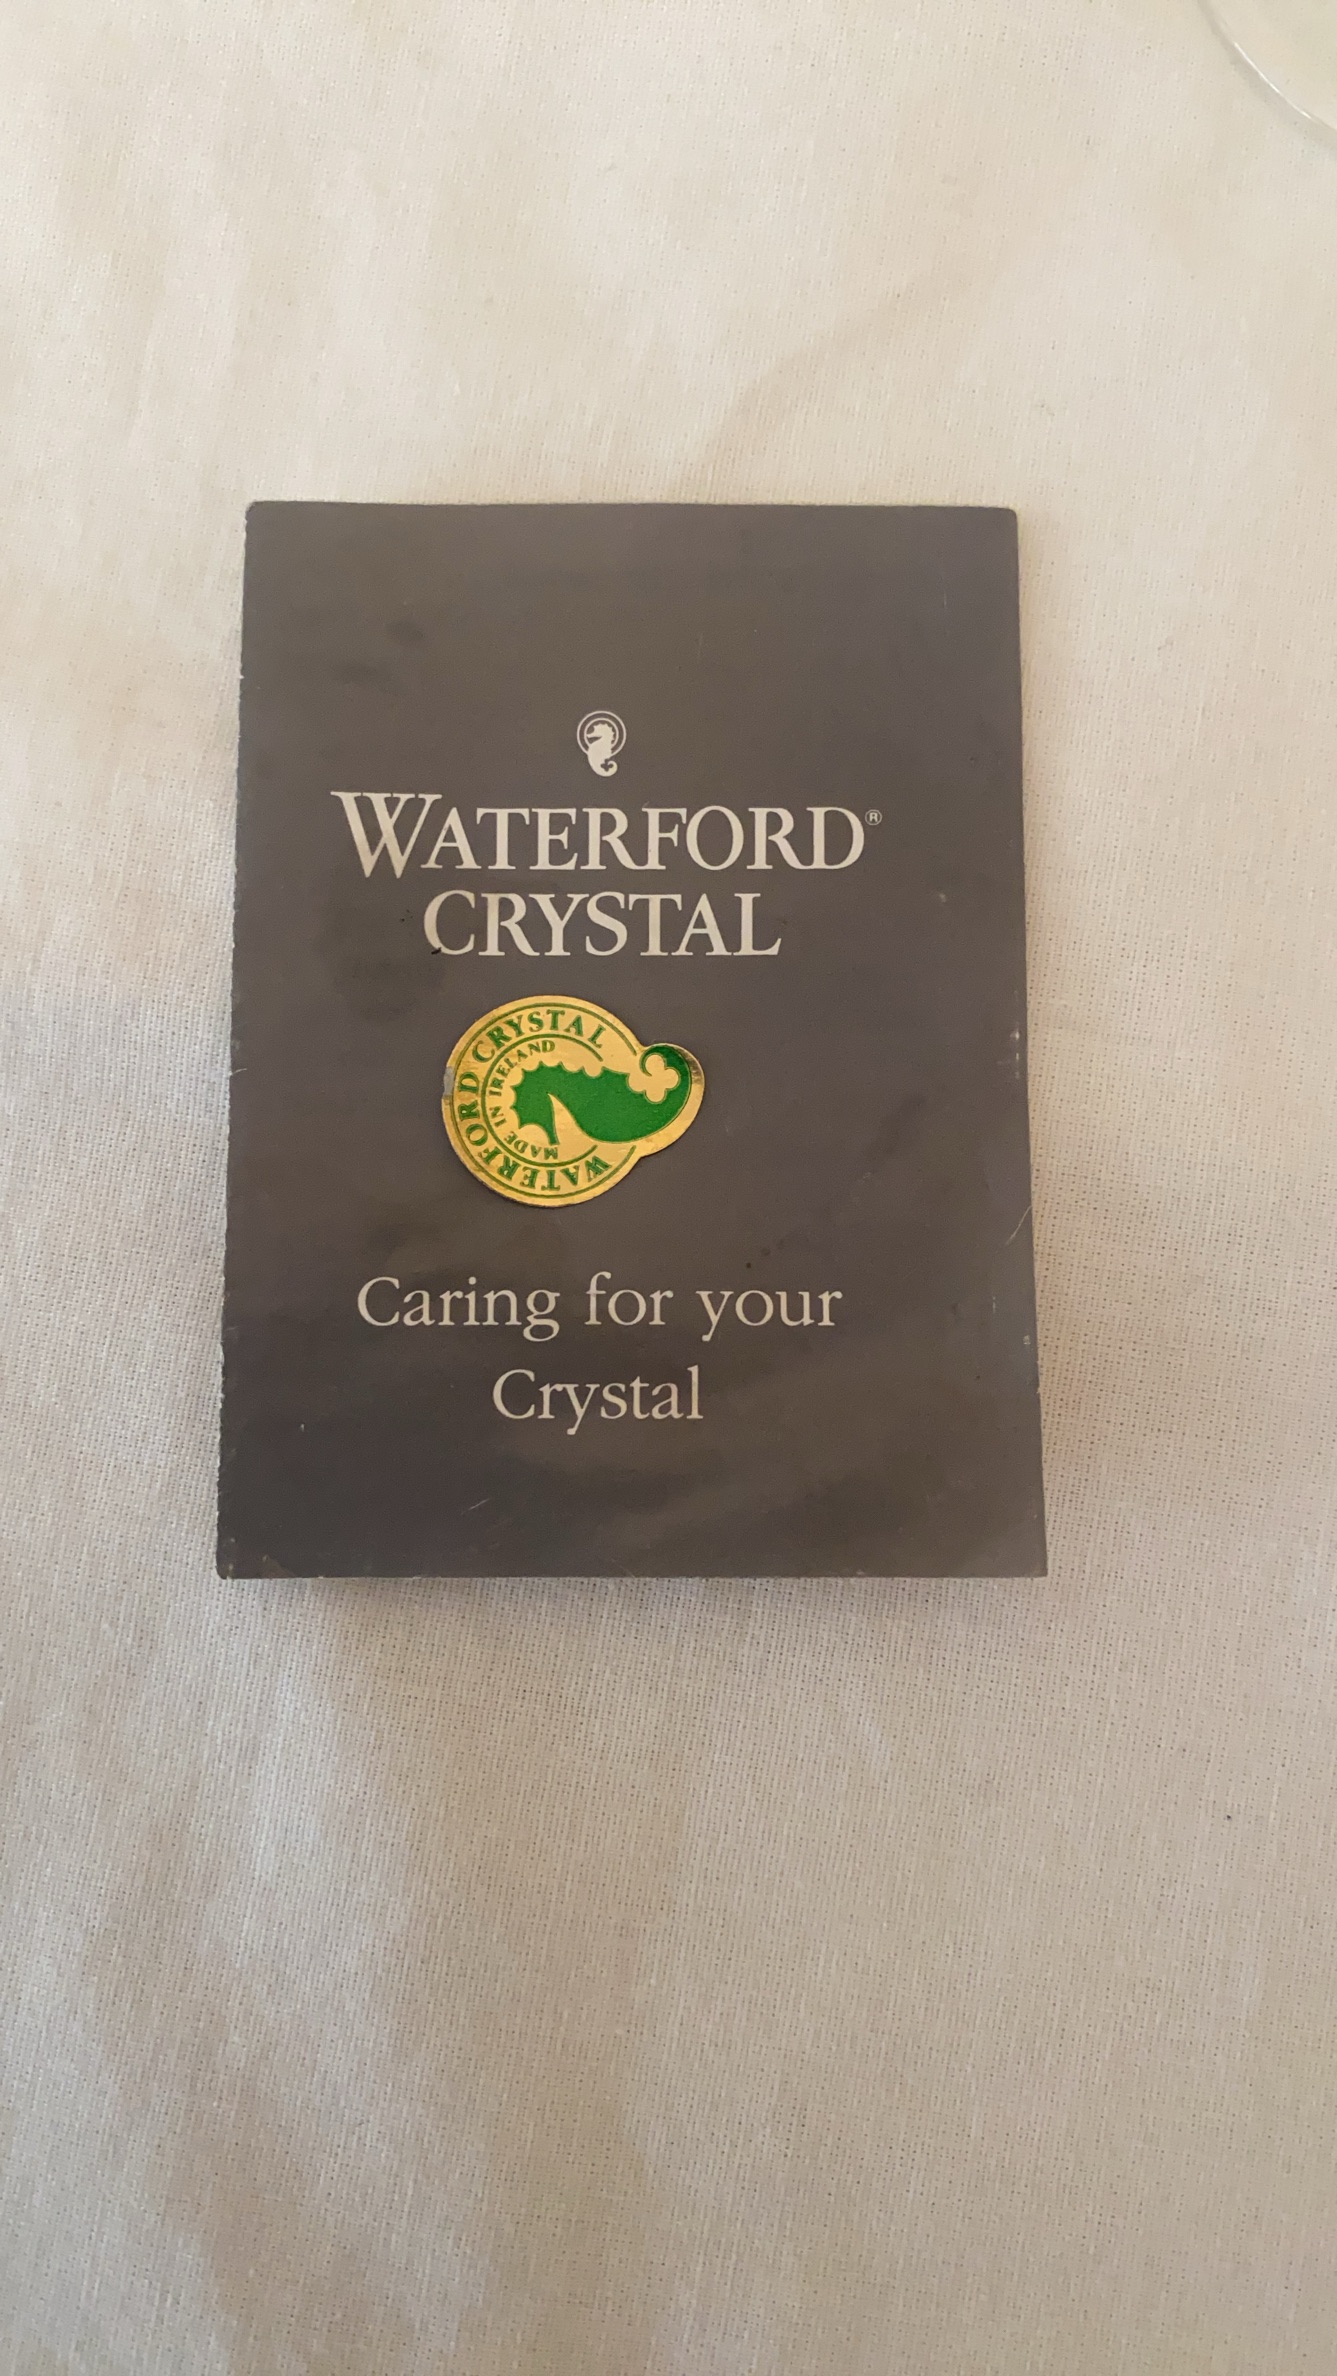 WATERFORD®
CRYSTAL
WATERFORD CRYSTAL
MADE IN IRELAND
Caring for your
Crystal